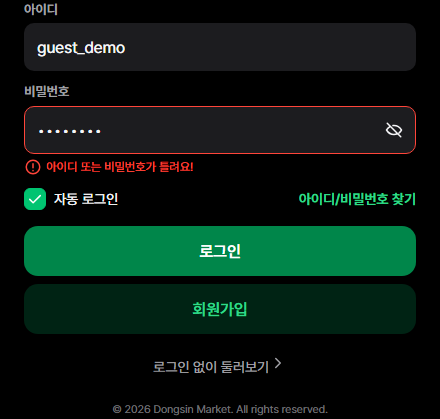 아이디
guest_demo
비밀번호
••••••••
아이디 또는 비밀번호가 틀려요!
자동 로그인
아이디/비밀번호 찾기
로그인
회원가입
로그인 없이 둘러보기 >
© 2026 Dongsin Market. All rights reserved.